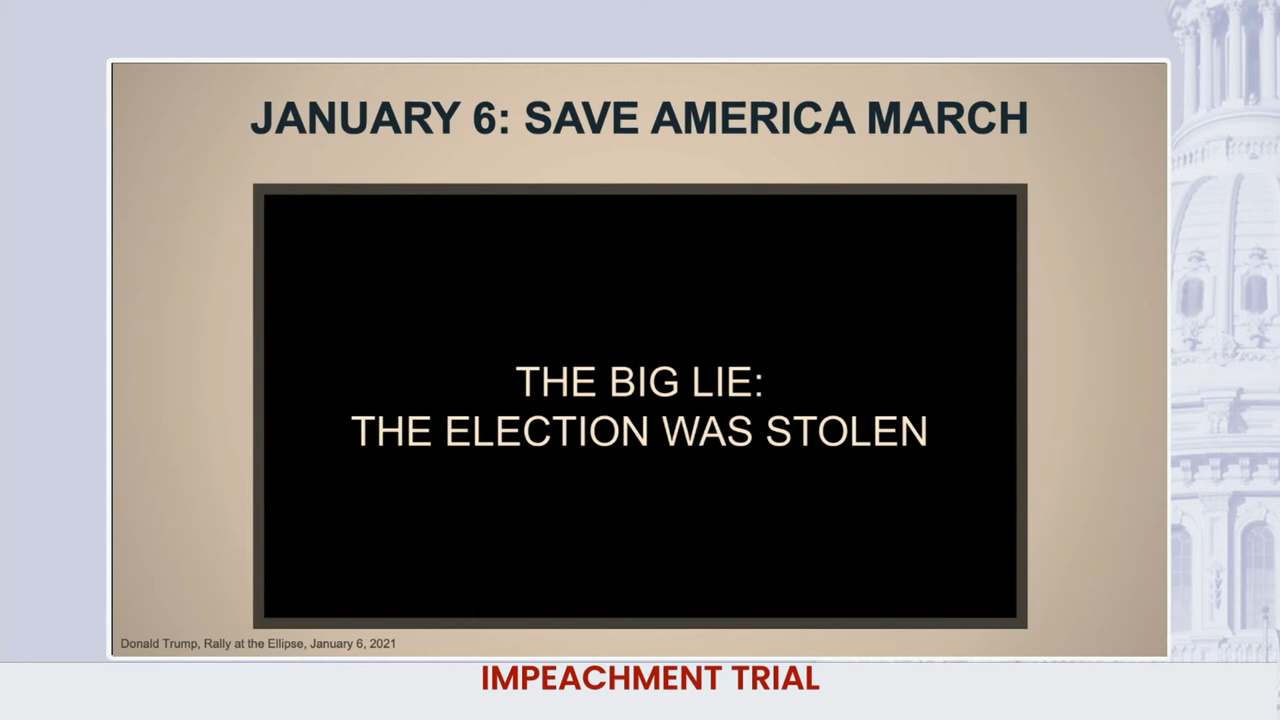 JANUARY 6: SAVE AMERICA MARCH
THE BIG LIE:
THE ELECTION WAS STOLEN
Donald Trump, Rally at the Ellipse, January 6, 2021
IMPEACHMENT TRIAL